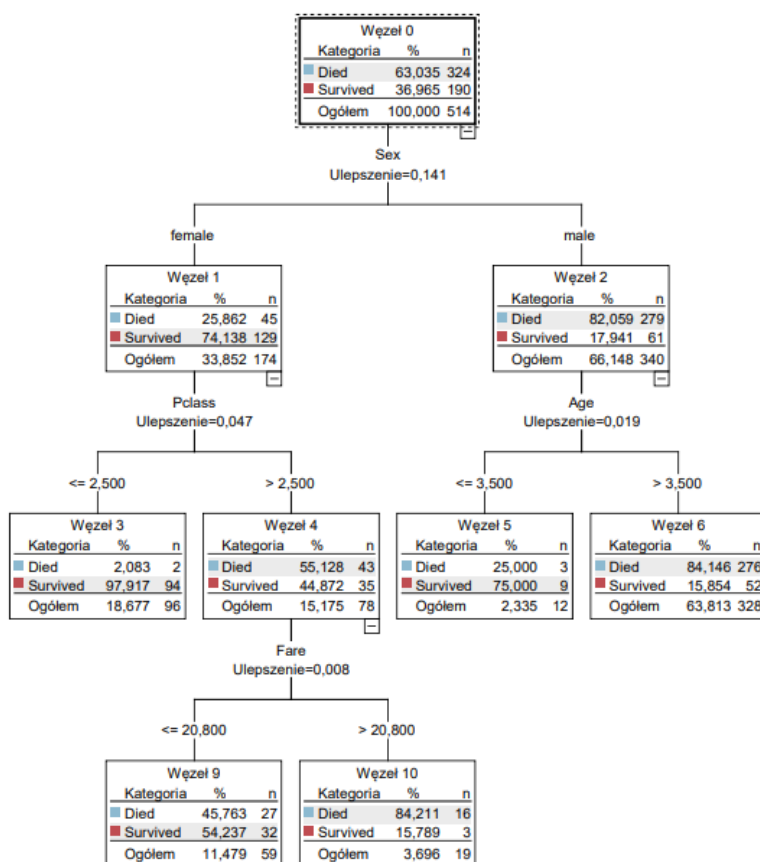 Węzeł 0
Kategoria % n
Died 63,035 324
Survived 36,965 190
Ogółem 100,000 514
Sex
Ulepszenie=0,141
female male
Węzeł 1
Kategoria % n
Died 25,862 45
Survived 74,138 129
Ogółem 33,852 174
Węzeł 2
Kategoria % n
Died 82,059 279
Survived 17,941 61
Ogółem 66,148 340
Pclass
Ulepszenie=0,047
Age
Ulepszenie=0,019
<= 2,500 > 2,500 <= 3,500 > 3,500
Węzeł 3
Kategoria % n
Died 2,083 2
Survived 97,917 94
Ogółem 18,677 96
Węzeł 4
Kategoria % n
Died 55,128 43
Survived 44,872 35
Ogółem 15,175 78
Węzeł 5
Kategoria % n
Died 25,000 3
Survived 75,000 9
Ogółem 2,335 12
Węzeł 6
Kategoria % n
Died 84,146 276
Survived 15,854 52
Ogółem 63,813 328
Fare
Ulepszenie=0,008
<= 20,800 > 20,800
Węzeł 9
Kategoria % n
Died 45,763 27
Survived 54,237 32
Ogółem 11,479 59
Węzeł 10
Kategoria % n
Died 84,211 16
Survived 15,789 3
Ogółem 3,696 19